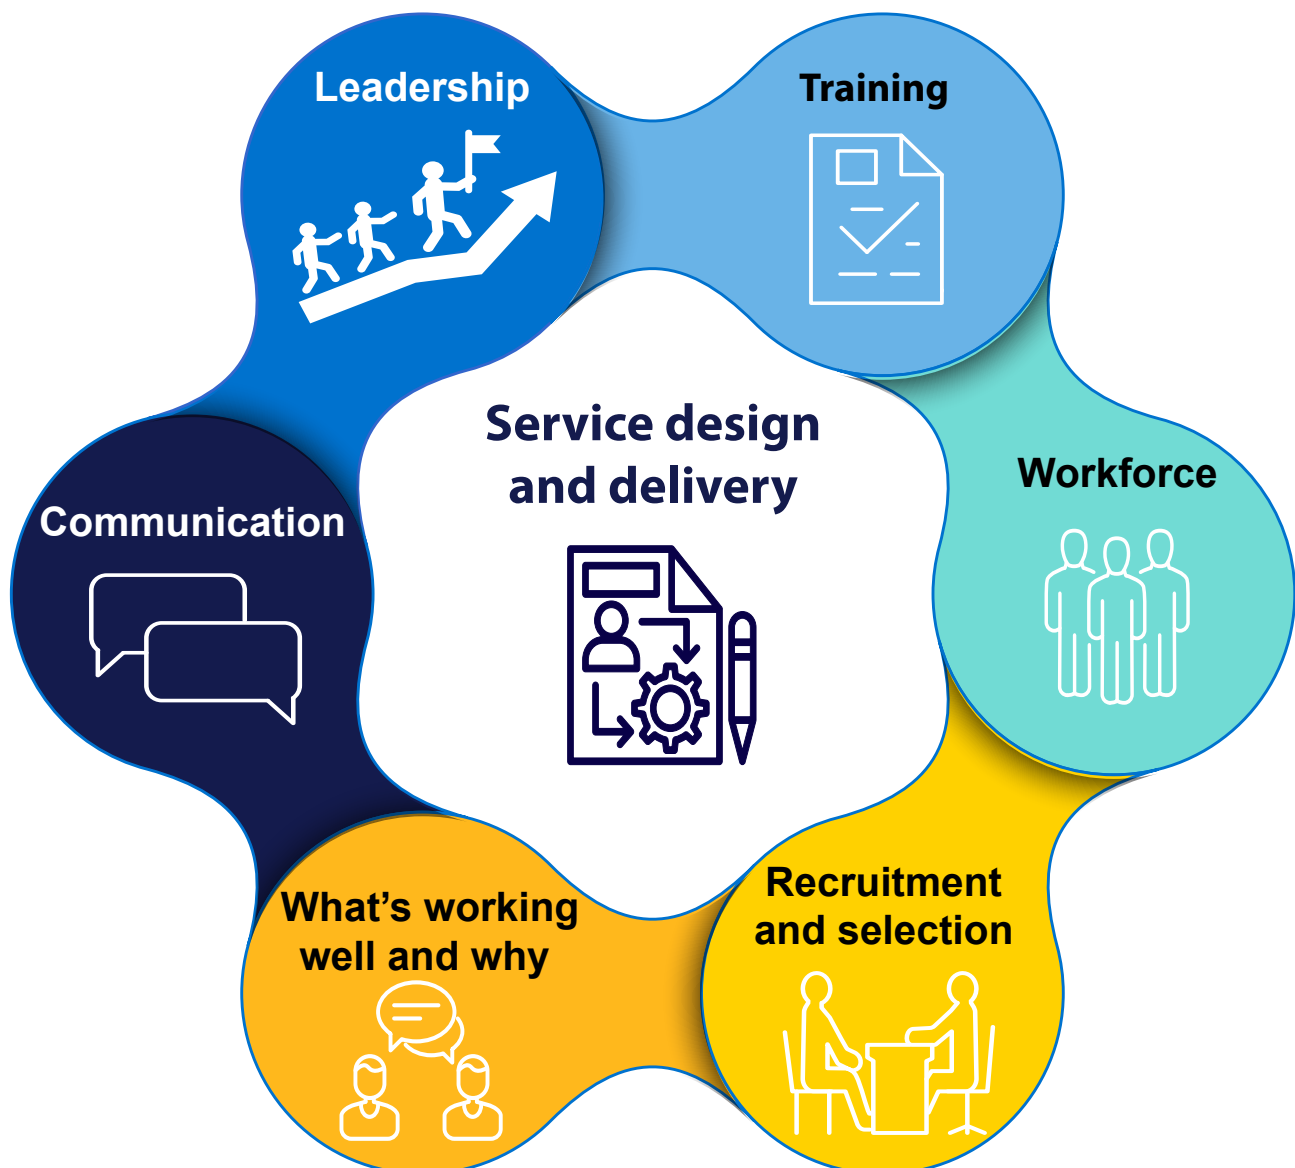 Leadership
Training
Service design
and delivery
Workforce
Communication
What’s working
well and why
Recruitment
and selection